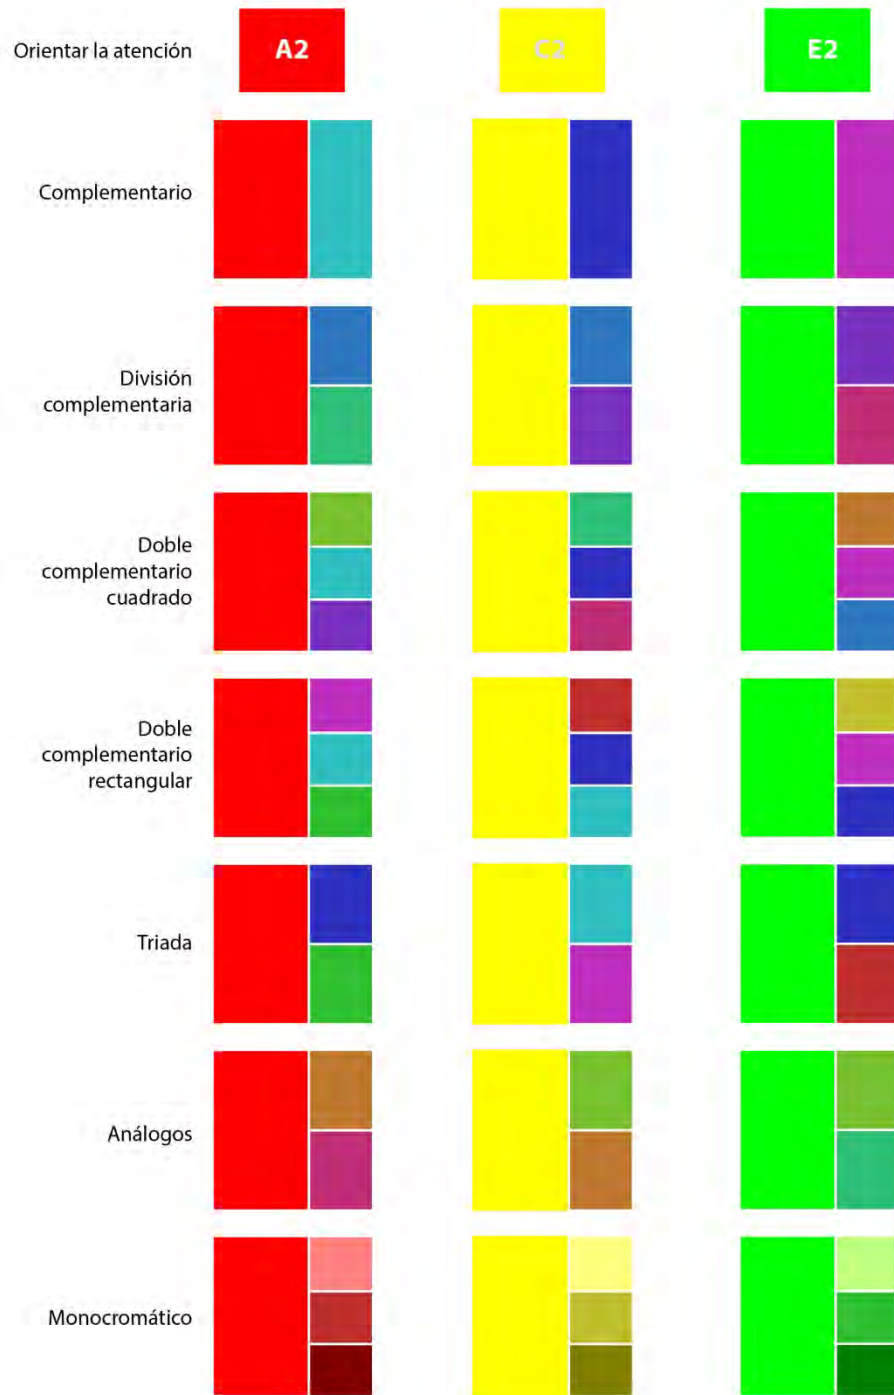 Orientar la atención
A2
C2
E2
Complementario
División
complementaria
Doble
complementario
cuadrado
Doble
complementario
rectangular
Triada
Análogos
Monocromático